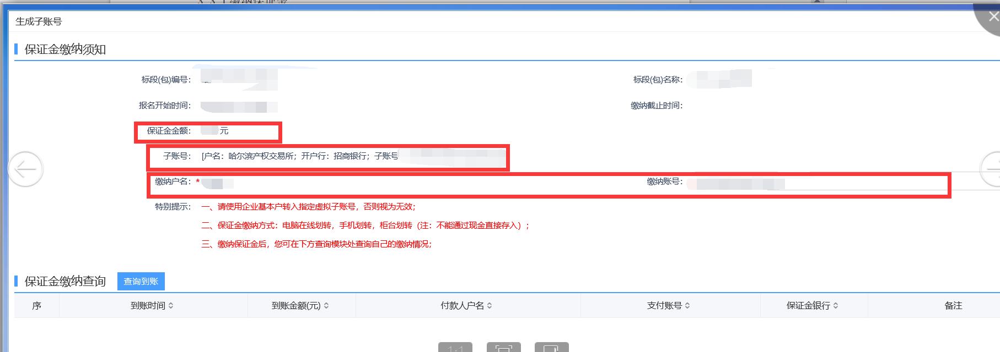 生成子账号
保证金缴纳须知
标段(包)编号：
标段(包)名称：
报名开始时间：
缴纳截止时间：
保证金金额： 元
子账号： [户名：哈尔滨产权交易所；开户行：招商银行；子账号
缴纳户名：*
缴纳账号：
特别提示： 一、请使用企业基本户转入指定虚拟子账号，否则视为无效；
二、保证金缴纳方式：电脑在线划转，手机划转，柜台划转（注：不能通过现金直接存入）；
三、缴纳保证金后，您可在下方查询模块处查询自己的缴纳情况；
保证金缴纳查询 查询到账
序 到账时间 到账金额(元) 付款人户名 支付账号 保证金银行 备注
1:1